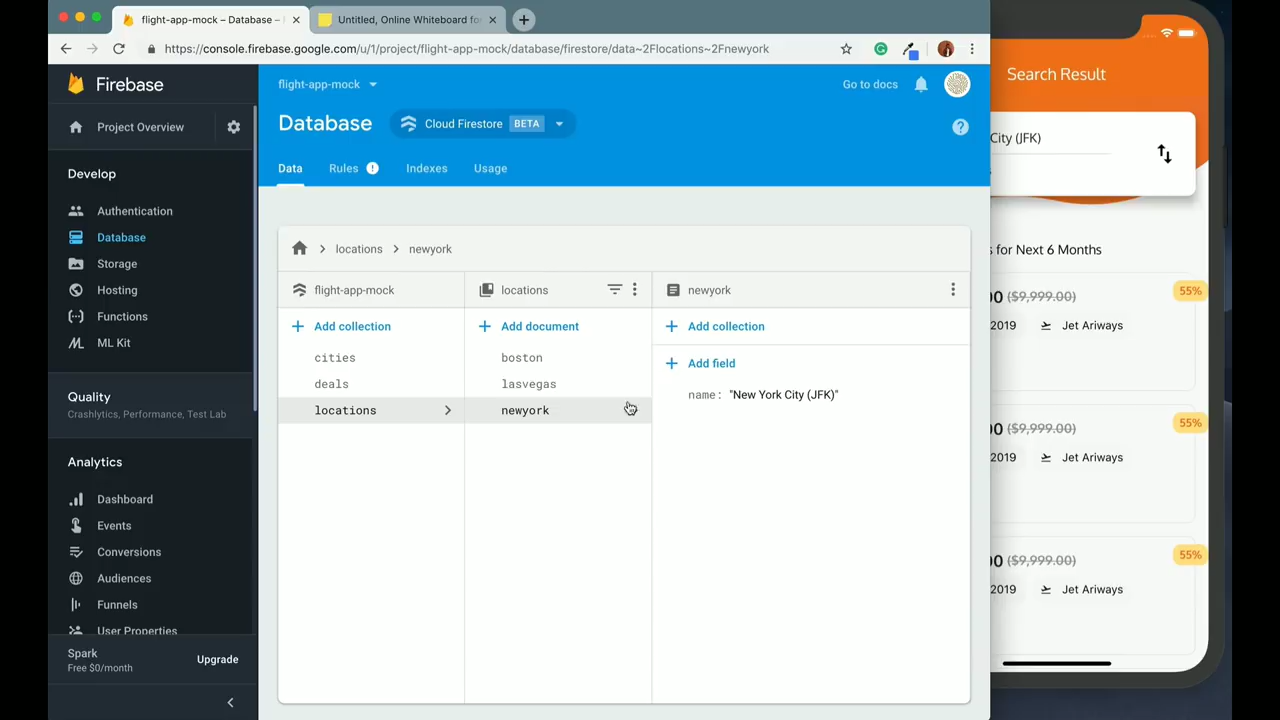 flight-app-mock – Database –
Untitled, Online Whiteboard for
https://console.firebase.google.com/u/1/project/flight-app-mock/database/firestore/data~2Flocations~2Fnewyork
Firebase
Project Overview
Develop
Authentication
Database
Storage
Hosting
Functions
ML Kit
Quality
Crashlytics, Performance, Test Lab
Analytics
Dashboard
Events
Conversions
Audiences
Funnels
User Properties
Spark
Free $0/month
Upgrade
flight-app-mock
Go to docs
Database
Cloud Firestore BETA
Data Rules Indexes Usage
locations > newyork
flight-app-mock
Add collection
cities
deals
locations
locations
Add document
boston
lasvegas
newyork
newyork
Add collection
Add field
name: "New York City (JFK)"
Search Result
City (JFK)
s for Next 6 Months
00 ($9,999.00) 55%
2019 Jet Ariways
00 ($9,999.00) 55%
2019 Jet Ariways
00 ($9,999.00) 55%
2019 Jet Ariways